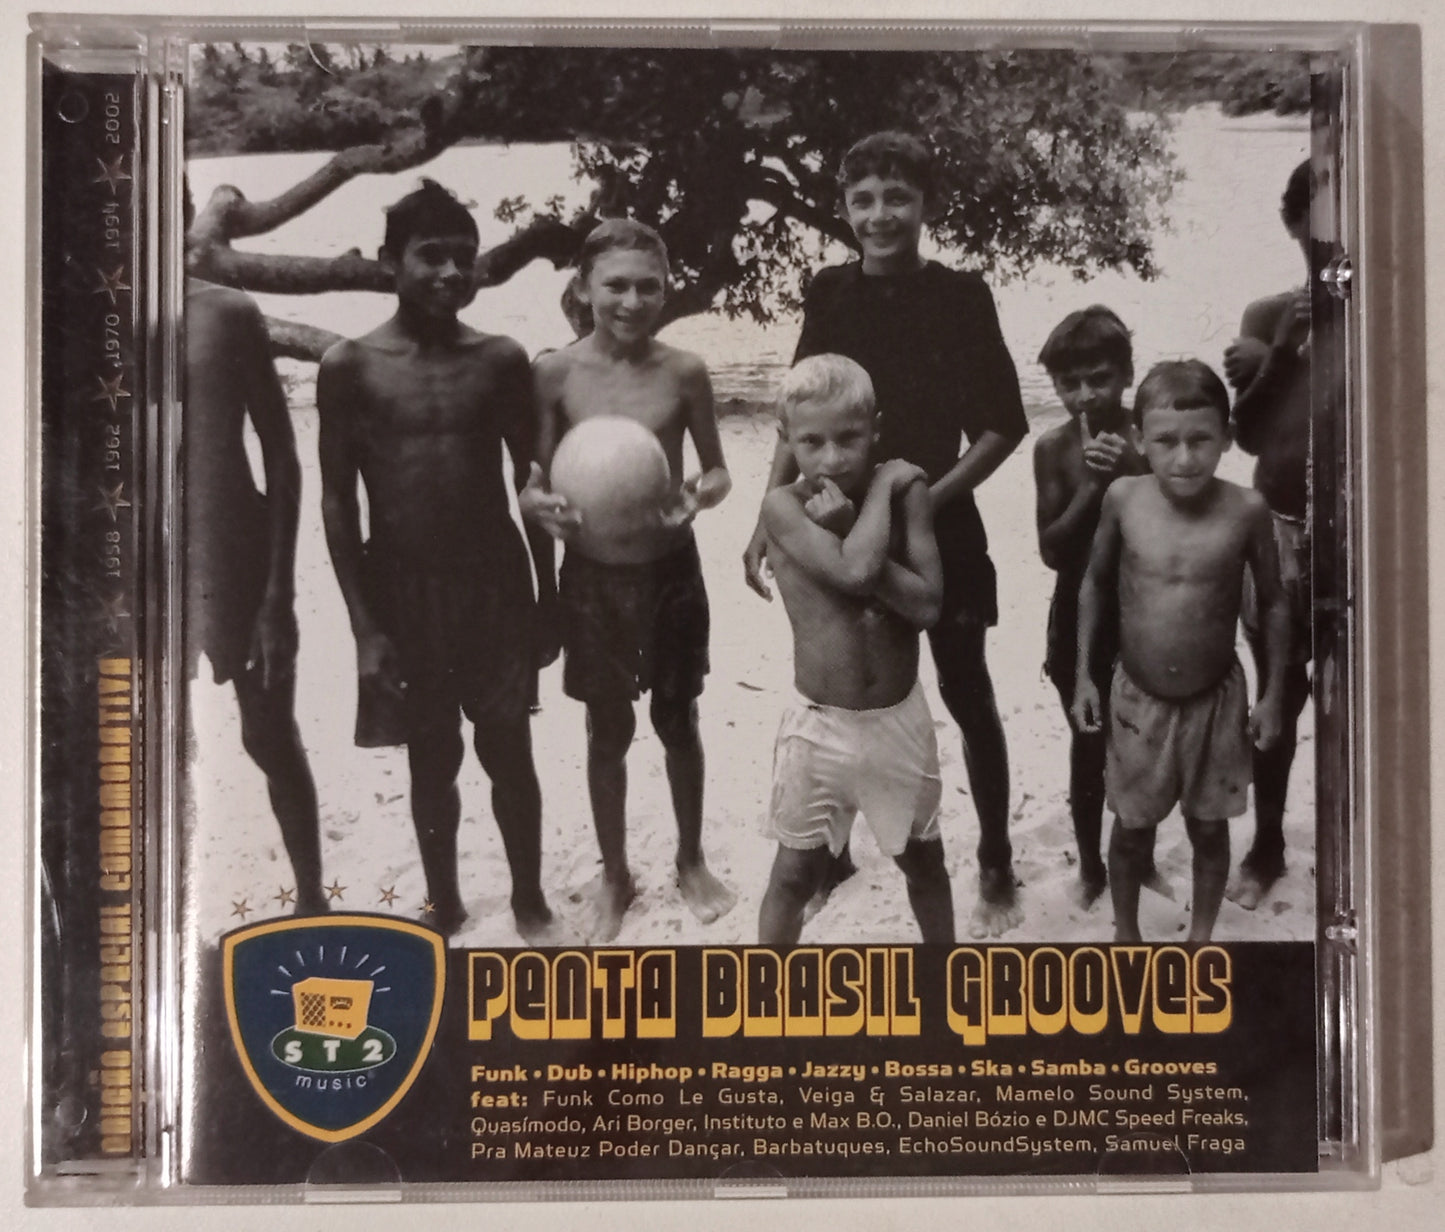 EDIÇÃO ESPECIAL COMEMORATIVA ★ 1958 ★ 1962 ★ 1970 ★ 1994 ★ 2002
ST2
music
PENTA BRASIL GROOVES
Funk • Dub • Hiphop • Ragga • Jazzy • Bossa • Ska • Samba • Grooves
feat: Funk Como Le Gusta, Veiga & Salazar, Mamelo Sound System,
Quasímodo, Ari Borger, Instituto e Max B.O., Daniel Bózio e DJMC Speed Freaks,
Pra Mateuz Poder Dançar, Barbatuques, EchoSoundSystem, Samuel Fraga